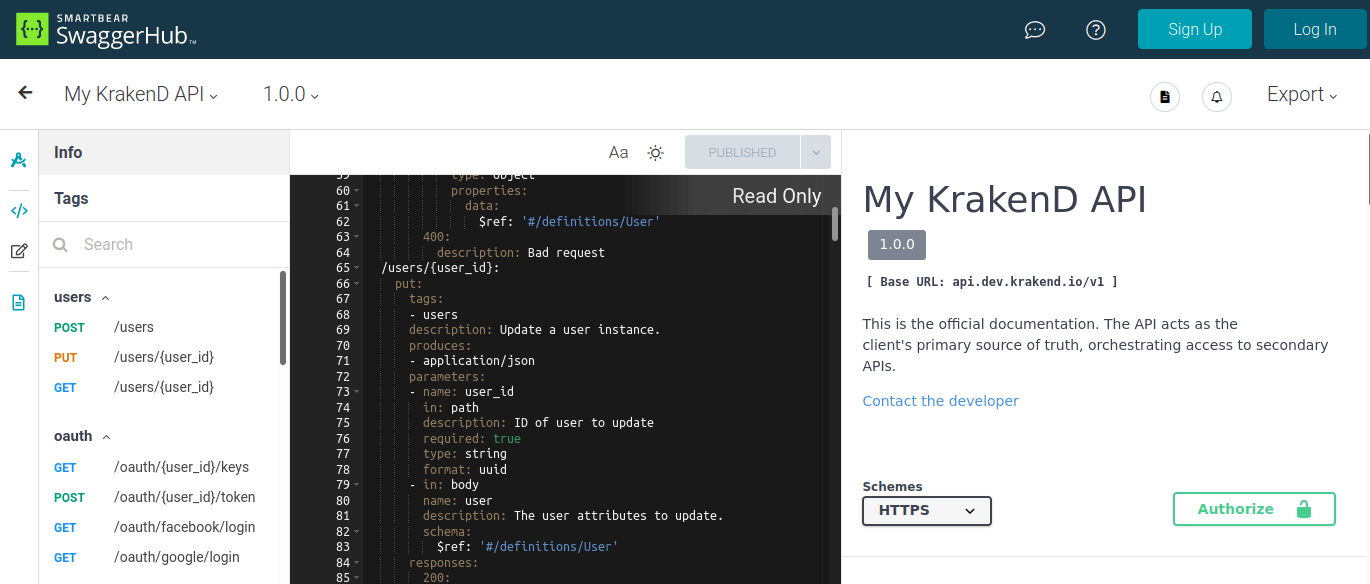 SMARTBEAR
SwaggerHub™
Sign Up
Log In
My KrakenD API
1.0.0
Export
Info
Tags
Search
users
POST /users
PUT /users/{user_id}
GET /users/{user_id}
oauth
GET /oauth/{user_id}/keys
POST /oauth/{user_id}/token
GET /oauth/facebook/login
GET /oauth/google/login
Aa
PUBLISHED
Read Only
59 type: object
60 properties:
61 data:
62 $ref: '#/definitions/User'
63 400:
64 description: Bad request
65 /users/{user_id}:
66 put:
67 tags:
68 - users
69 description: Update a user instance.
70 produces:
71 - application/json
72 parameters:
73 - name: user_id
74 in: path
75 description: ID of user to update
76 required: true
77 type: string
78 format: uuid
79 - in: body
80 name: user
81 description: The user attributes to update.
82 schema:
83 $ref: '#/definitions/User'
84 responses:
85 200:
My KrakenD API
1.0.0
[ Base URL: api.dev.krakend.io/v1 ]
This is the official documentation. The API acts as the
client's primary source of truth, orchestrating access to secondary
APIs.
Contact the developer
Schemes
HTTPS
Authorize